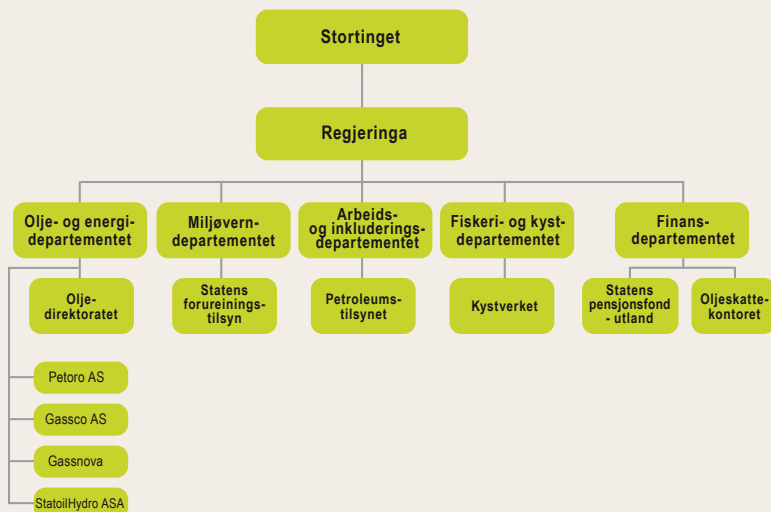 Stortinget
Regjeringa
Olje- og energi-
departementet
Miljøvern-
departementet
Arbeids-
og inkluderings-
departementet
Fiskeri- og kyst-
departementet
Finans-
departementet
Olje-
direktoratet
Statens
forureinings-
tilsyn
Petroleums-
tilsynet
Kystverket
Statens
pensjonsfond
- utland
Oljeskatte-
kontoret
Petoro AS
Gassco AS
Gassnova
StatoilHydro ASA